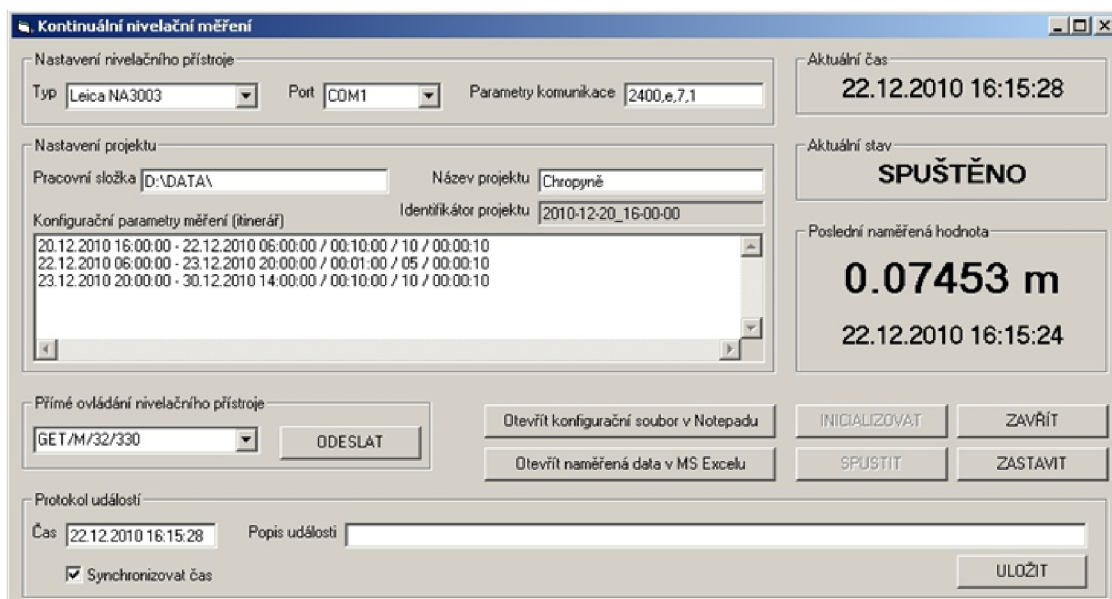 Kontinuální nivelační měření
Nastavení nivelačního přístroje
Typ Leica NA3003 Port COM1 Parametry komunikace 2400,e,7,1
Aktuální čas
22.12.2010 16:15:28
Nastavení projektu
Pracovní složka D:\DATA\ Název projektu Chropyně
Identifikátor projektu 2010-12-20_16-00-00
Konfigurační parametry měření (itinerář)
20.12.2010 16:00:00 - 22.12.2010 06:00:00 / 00:10:00 / 10 / 00:00:10
22.12.2010 06:00:00 - 23.12.2010 20:00:00 / 00:01:00 / 05 / 00:00:10
23.12.2010 20:00:00 - 30.12.2010 14:00:00 / 00:10:00 / 10 / 00:00:10
Aktuální stav
SPUŠTĚNO
Poslední naměřená hodnota
0.07453 m
22.12.2010 16:15:24
Přímé ovládání nivelačního přístroje
GET/M/32/330 ODESLAT
Otevřít konfigurační soubor v Notepadu
Otevřít naměřená data v MS Excelu
INICIALIZOVAT ZAVŘÍT
SPUSTIT ZASTAVIT
Protokol událostí
Čas 22.12.2010 16:15:28 Popis události
Synchronizovat čas
ULOŽIT